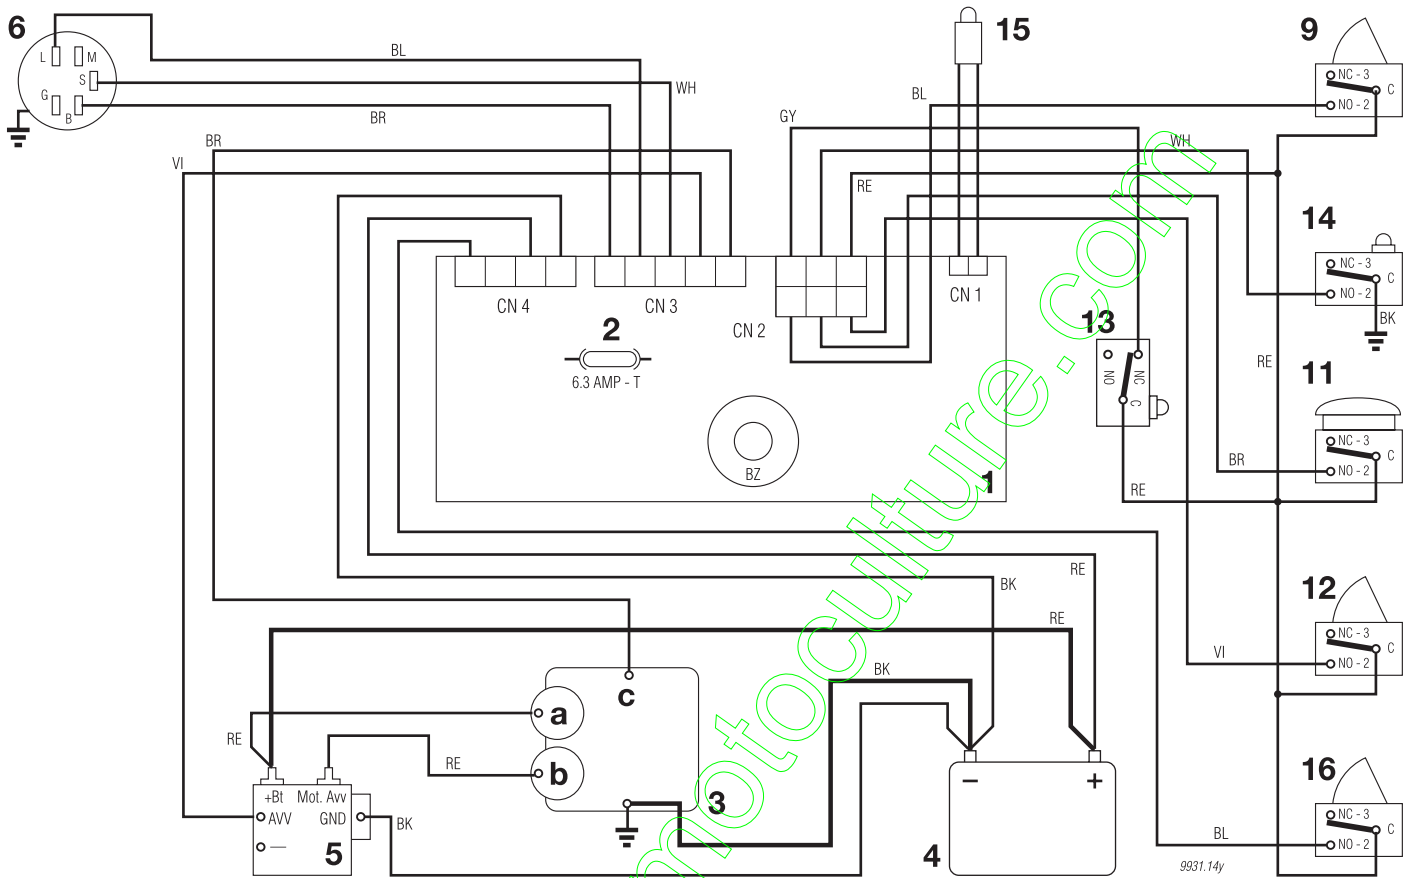 6
L
M
S
G
B
BL
WH
BR
BR
VI
15
9
NC - 3
C
NO - 2
BL
GY
WH
RE
14
NC - 3
C
NO - 2
BK
CN 4
CN 3
CN 2
CN 1
2
6.3 AMP - T
BZ
1
13
NO
NC
C
RE
RE
11
NC - 3
C
NO - 2
BR
RE
BK
RE
BK
12
NC - 3
C
NO - 2
VI
a
b
c
3
RE
RE
+Bt
Mot. Avv
AVV
GND
5
BK
−
+
4
16
NC - 3
C
NO - 2
BL
9931.14y
motoculture.com